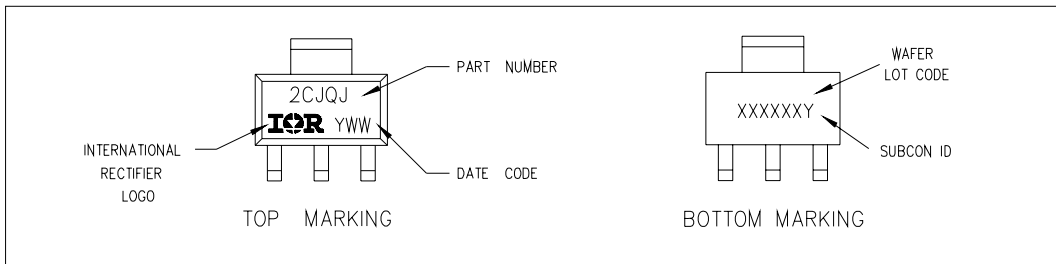 PART NUMBER
2CJQJ
IOR YWW
INTERNATIONAL
RECTIFIER
LOGO
DATE CODE
TOP MARKING
WAFER
LOT CODE
XXXXXXY
SUBCON ID
BOTTOM MARKING